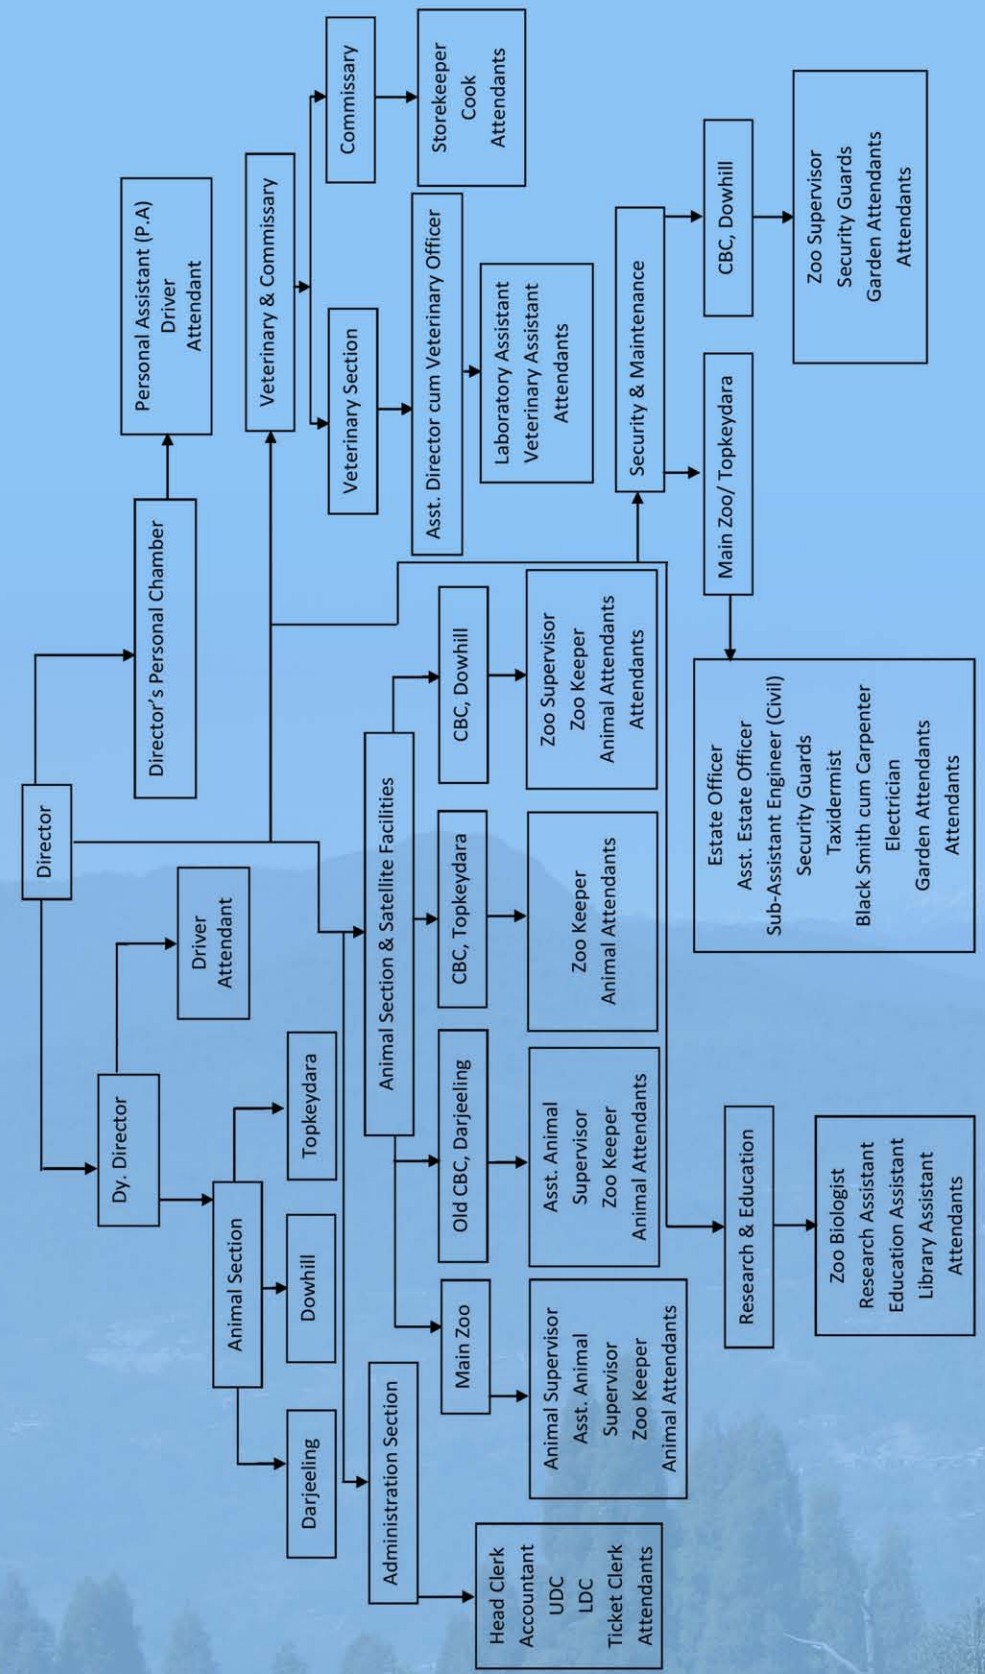 Director
Dy. Director
Director's Personal Chamber
Driver
Attendant
Personal Assistant (P.A)
Driver
Attendant
Animal Section
Darjeeling
Dowhill
Topkeydara
Veterinary & Commissary
Veterinary Section
Commissary
Administration Section
Animal Section & Satellite Facilities
Asst. Director cum Veterinary Officer
Storekeeper
Cook
Attendants
Main Zoo
Old CBC, Darjeeling
CBC, Topkeydara
CBC, Dowhill
Laboratory Assistant
Veterinary Assistant
Attendants
Head Clerk
Accountant
UDC
LDC
Ticket Clerk
Attendants
Animal Supervisor
Asst. Animal
Supervisor
Zoo Keeper
Animal Attendants
Asst. Animal
Supervisor
Zoo Keeper
Animal Attendants
Zoo Keeper
Animal Attendants
Zoo Supervisor
Zoo Keeper
Animal Attendants
Attendants
Security & Maintenance
Research & Education
Main Zoo/ Topkeydara
CBC, Dowhill
Zoo Biologist
Research Assistant
Education Assistant
Library Assistant
Attendants
Estate Officer
Asst. Estate Officer
Sub-Assistant Engineer (Civil)
Security Guards
Taxidermist
Black Smith cum Carpenter
Electrician
Garden Attendants
Attendants
Zoo Supervisor
Security Guards
Garden Attendants
Attendants